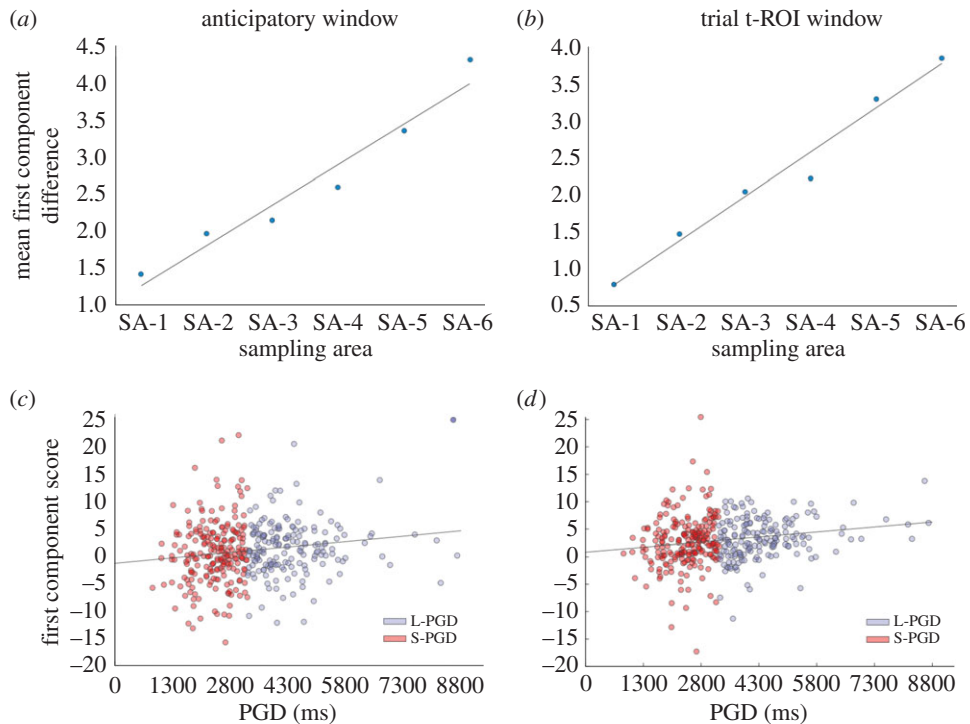 (a) anticipatory window
(b) trial t-ROI window
mean first component
difference
4.5
4.0
3.5
3.0
2.5
2.0
1.5
1.0
SA-1 SA-2 SA-3 SA-4 SA-5 SA-6
sampling area
4.0
3.5
3.0
2.5
2.0
1.5
1.0
0.5
SA-1 SA-2 SA-3 SA-4 SA-5 SA-6
sampling area
(c)
first component score
25
20
15
10
5
0
–5
–10
–15
–20
L-PGD
S-PGD
0 1300 2800 4300 5800 7300 8800
PGD (ms)
(d)
25
20
15
10
5
0
–5
–10
–15
–20
L-PGD
S-PGD
0 1300 2800 4300 5800 7300 8800
PGD (ms)